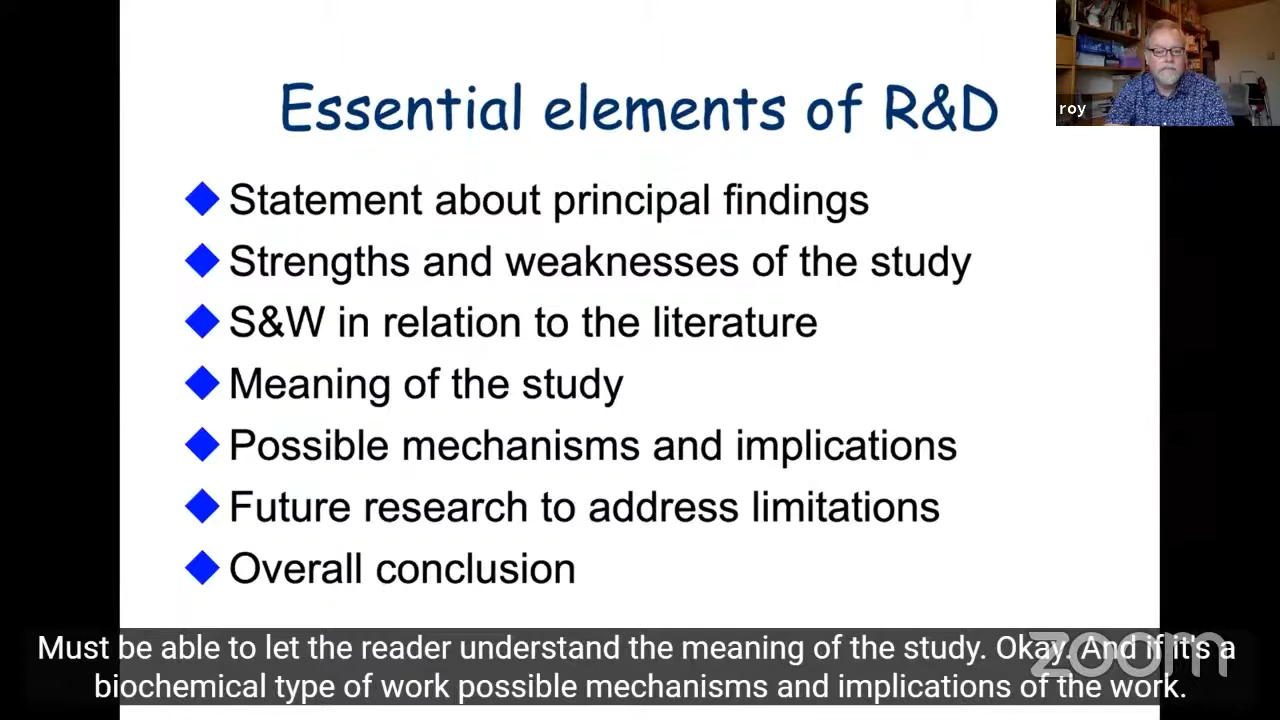 Essential elements of R&D
roy
Statement about principal findings
Strengths and weaknesses of the study
S&W in relation to the literature
Meaning of the study
Possible mechanisms and implications
Future research to address limitations
Overall conclusion
Must be able to let the reader understand the meaning of the study. Okay. And if it's a
biochemical type of work possible mechanisms and implications of the work.
zoom